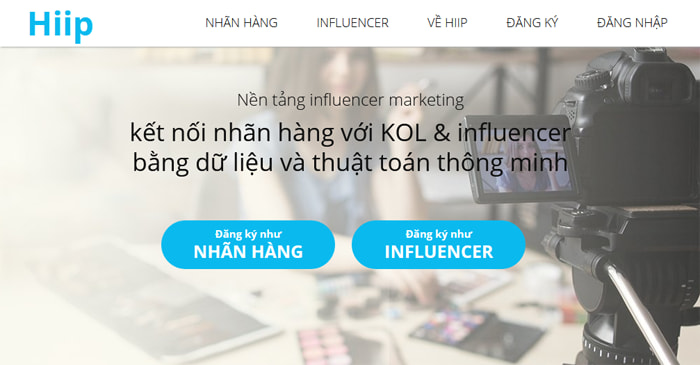 Hiip
NHÃN HÀNG
INFLUENCER
VỀ HIIP
ĐĂNG KÝ
ĐĂNG NHẬP
Nền tảng influencer marketing
kết nối nhãn hàng với KOL & influencer
bằng dữ liệu và thuật toán thông minh
Đăng ký như
NHÃN HÀNG
Đăng ký như
INFLUENCER